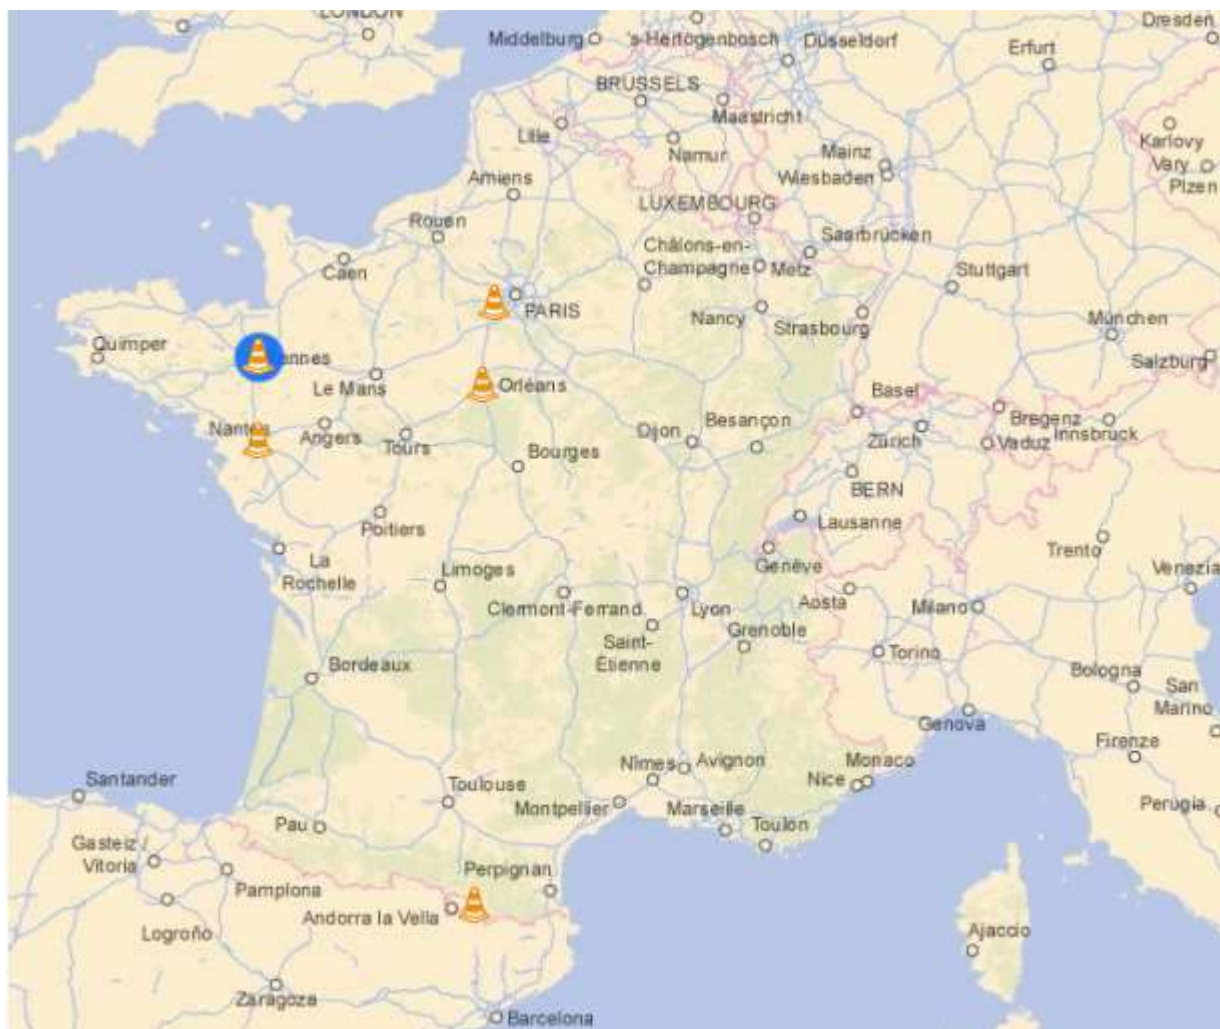 LONDON
Dresden
Middelburg
's-Hertogenbosch
Düsseldorf
Erfurt
BRUSSELS
Maastricht
Lille
Karlovy
Vary
Namur
Mainz
Wiesbaden
Plzen
Amiens
LUXEMBOURG
Rouen
Saarbrücken
Châlons-en-
Champagne
Metz
Caen
Stuttgart
PARIS
Nancy
Strasbourg
München
Quimper
ennes
Salzburg
Le Mans
Orléans
Basel
Besançon
Bregenz
Nantes
Angers
Tours
Dijon
Zürich
Vaduz
Innsbruck
Bourges
BERN
Poitiers
Lausanne
La
Rochelle
Limoges
Genève
Trento
Venezia
Clermont-Ferrand
Lyon
Aosta
Milano
Saint-
Étienne
Grenoble
Torino
Bordeaux
Bologna
San
Marino
Genova
Firenze
Santander
Toulouse
Nîmes
Avignon
Monaco
Nice
Montpellier
Marseille
Perugia
Pau
Toulon
Gasteiz /
Vitoria
Perpignan
Pamplona
Andorra la Vella
Logroño
Ajaccio
Zaragoza
Barcelona